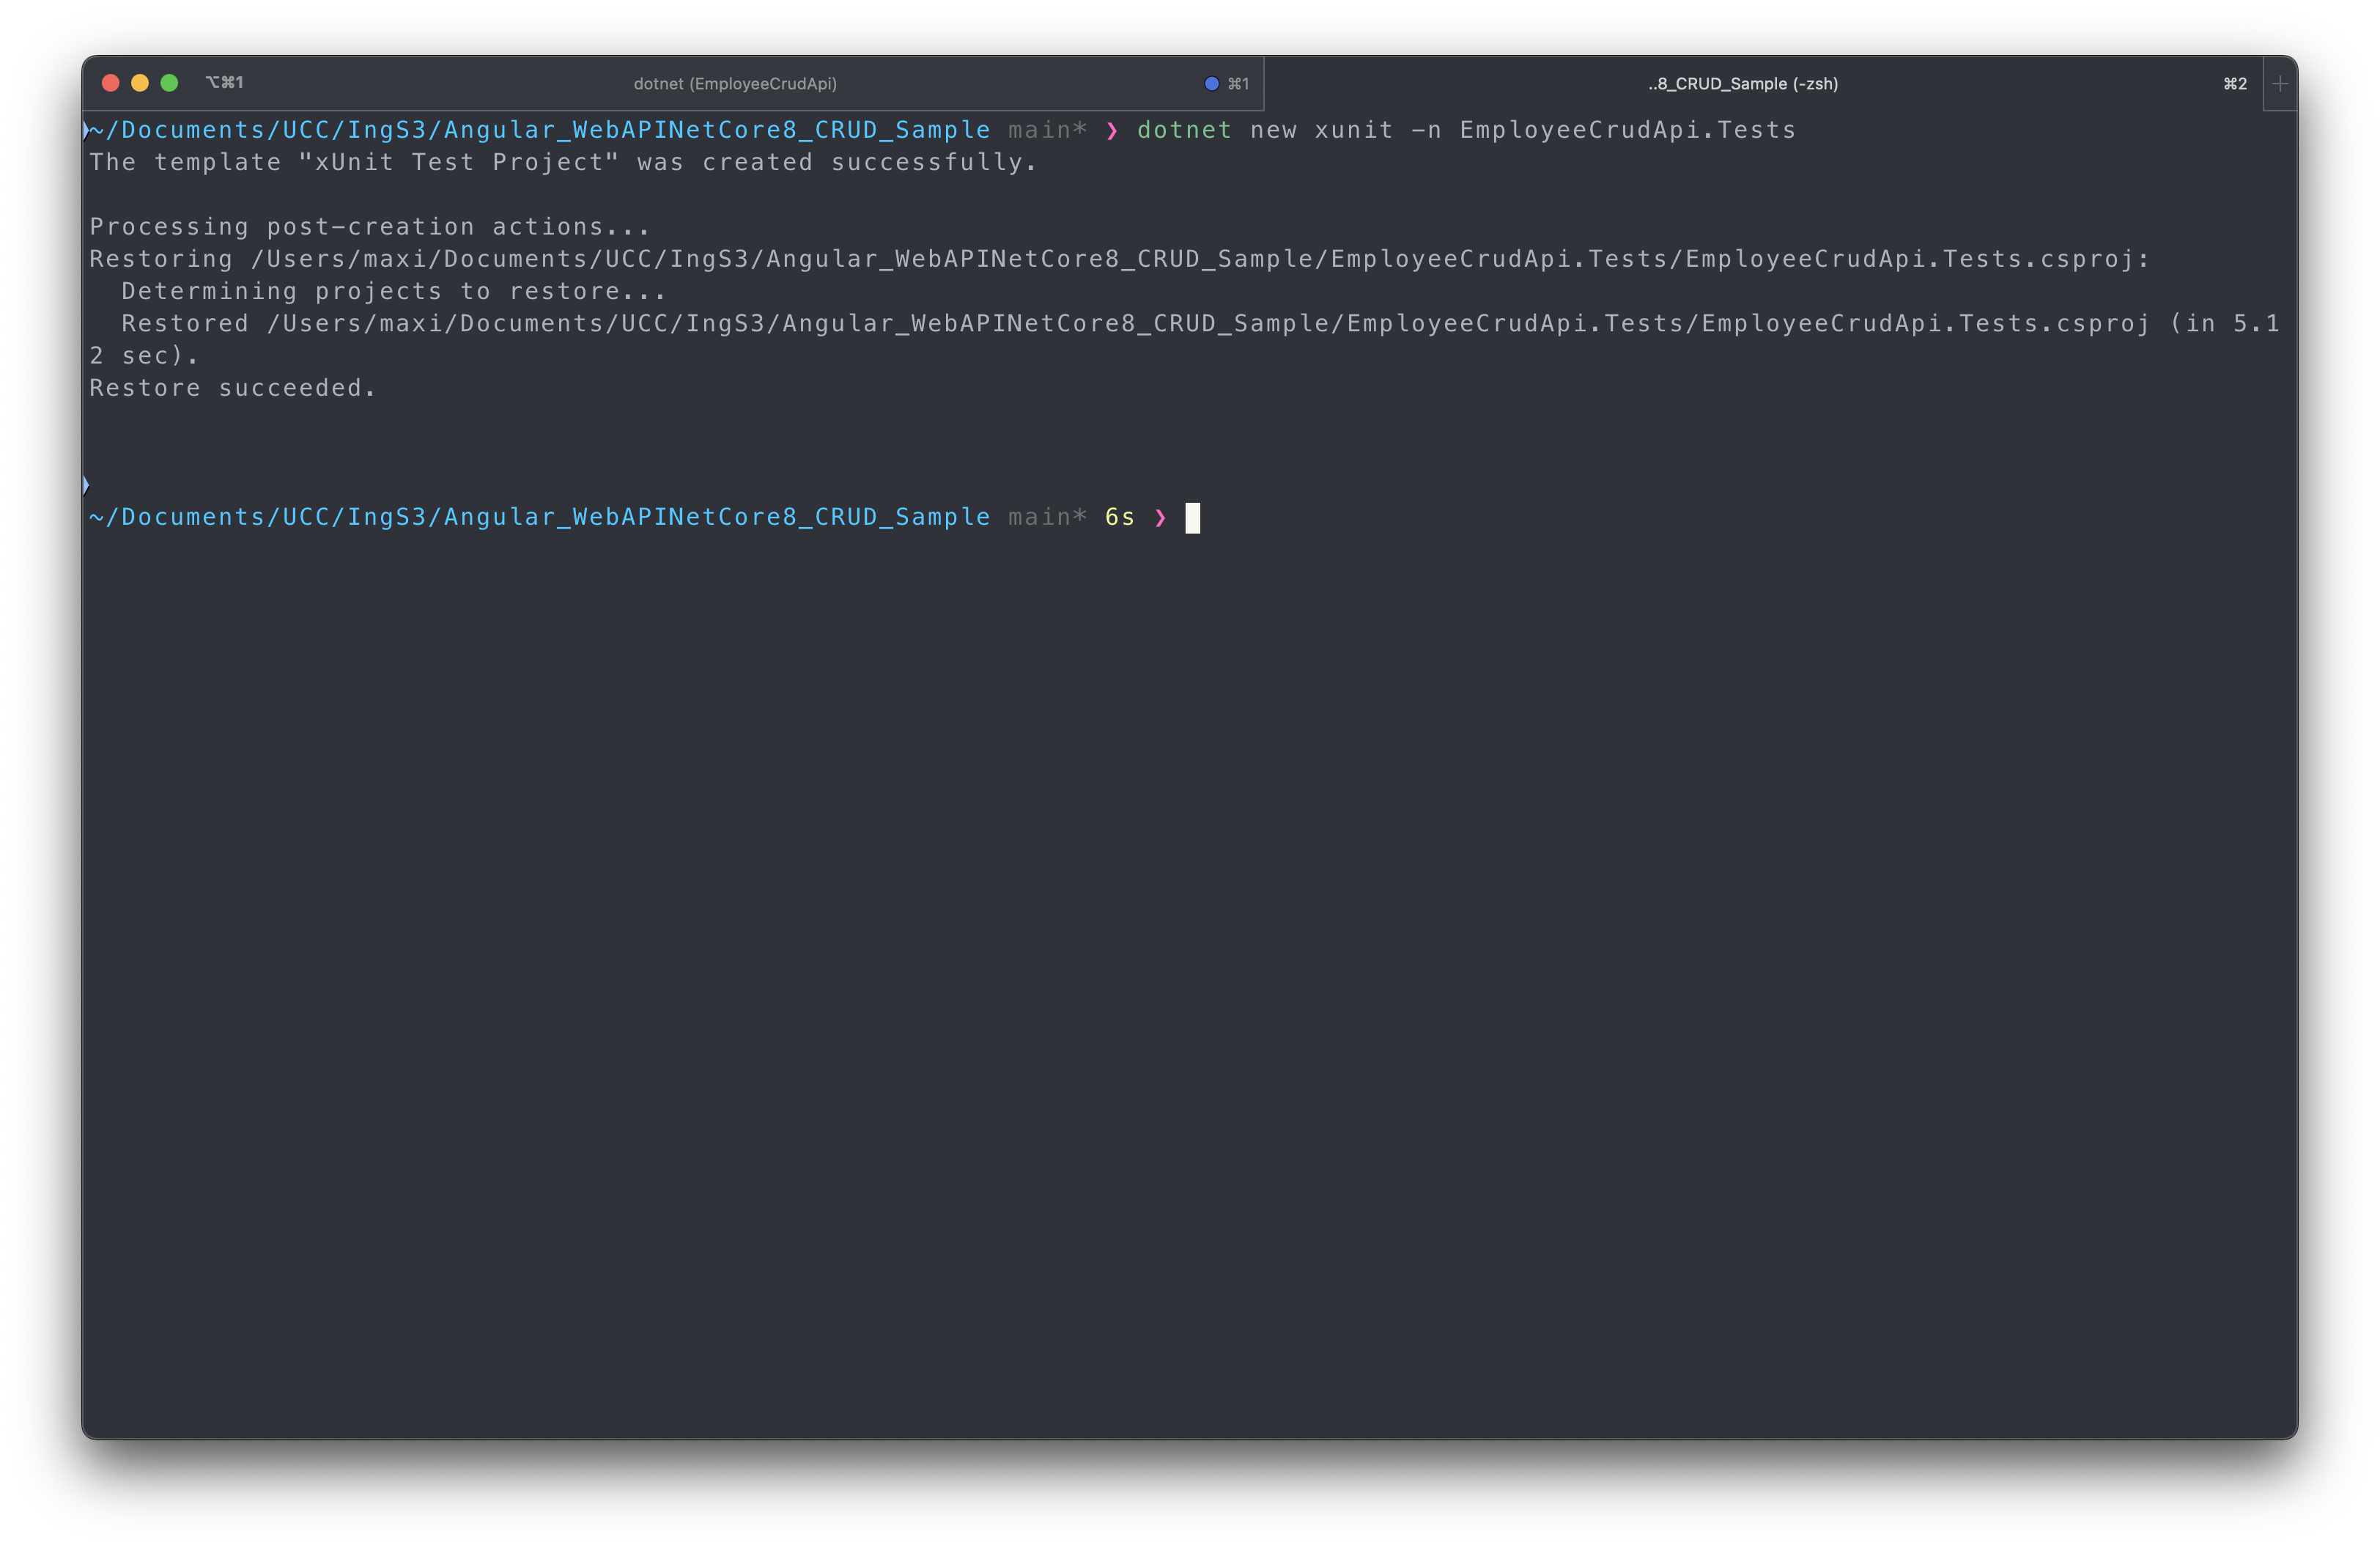 ⌥⌘1 dotnet (EmployeeCrudApi) ⌘1 ..8_CRUD_Sample (-zsh) ⌘2 +
~/Documents/UCC/IngS3/Angular_WebAPINetCore8_CRUD_Sample main* ❯ dotnet new xunit -n EmployeeCrudApi.Tests
The template "xUnit Test Project" was created successfully.
Processing post-creation actions...
Restoring /Users/maxi/Documents/UCC/IngS3/Angular_WebAPINetCore8_CRUD_Sample/EmployeeCrudApi.Tests/EmployeeCrudApi.Tests.csproj:
Determining projects to restore...
Restored /Users/maxi/Documents/UCC/IngS3/Angular_WebAPINetCore8_CRUD_Sample/EmployeeCrudApi.Tests/EmployeeCrudApi.Tests.csproj (in 5.1
2 sec).
Restore succeeded.
~/Documents/UCC/IngS3/Angular_WebAPINetCore8_CRUD_Sample main* 6s ❯